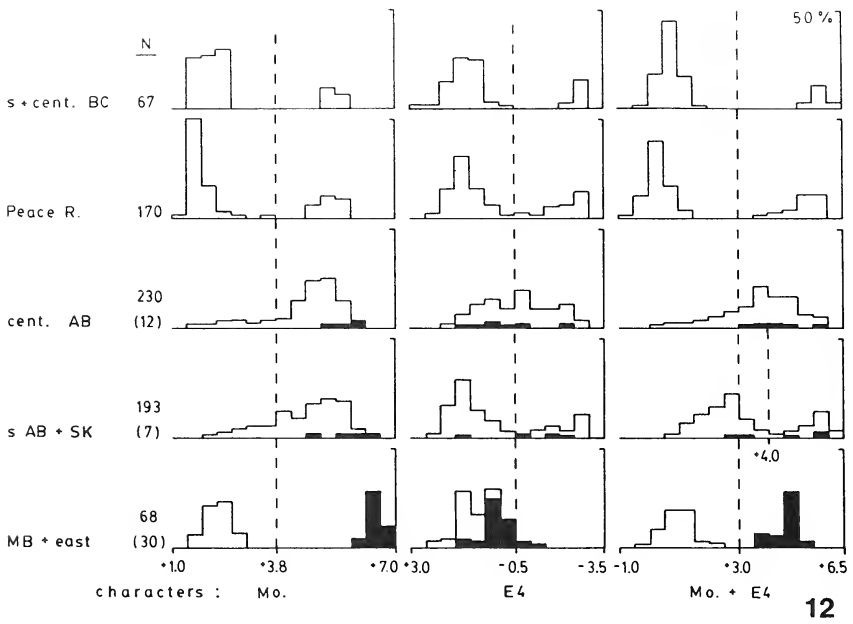 N
50 %
s + cent. BC 67
Peace R. 170
cent. AB 230
(12)
s AB + SK 193
(7)
+4.0
MB + east 68
(30)
+1.0 +3.8 +7.0 +3.0 -0.5 -3.5 -1.0 +3.0 +6.5
characters : Mo. E4 Mo. + E4
12